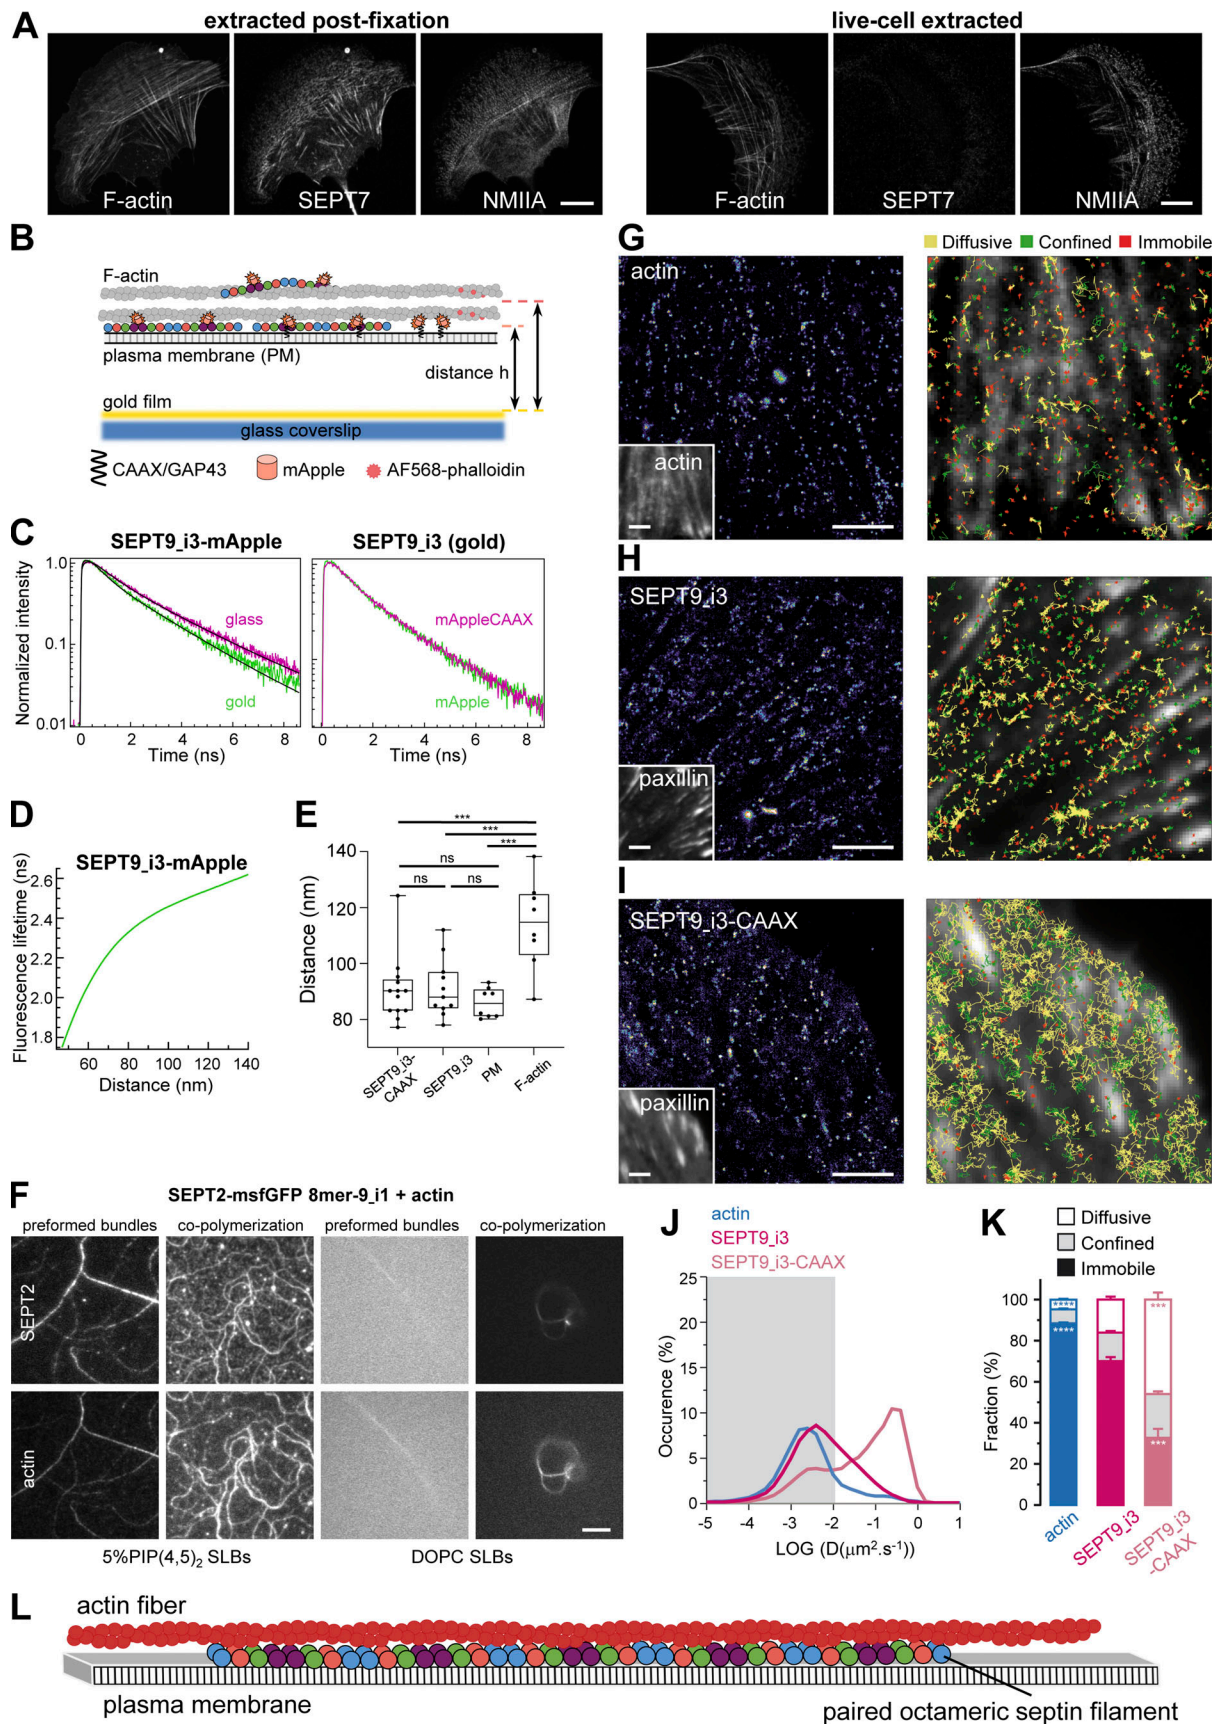 A
extracted post-fixation
live-cell extracted
F-actin
SEPT7
NMIIA
F-actin
SEPT7
NMIIA
B
F-actin
plasma membrane (PM)
distance h
gold film
glass coverslip
CAAX/GAP43
mApple
AF568-phalloidin
C
SEPT9_i3-mApple
SEPT9_i3 (gold)
Normalized intensity
1.0
0.1
0.01
glass
gold
mAppleCAAX
mApple
0 2 4 6 8
0 2 4 6 8
Time (ns)
Time (ns)
D
SEPT9_i3-mApple
Fluorescence lifetime (ns)
2.6
2.4
2.2
2.0
1.8
60 80 100 120 140
Distance (nm)
E
Distance (nm)
140
120
100
80
***
***
***
ns
ns
ns
SEPT9_i3-CAAX
SEPT9_i3
PM
F-actin
F
SEPT2-msfGFP 8mer-9_i1 + actin
preformed bundles
co-polymerization
preformed bundles
co-polymerization
SEPT2
actin
5%PIP(4,5)2 SLBs
DOPC SLBs
G
Diffusive
Confined
Immobile
actin
actin
H
SEPT9_i3
paxillin
I
SEPT9_i3-CAAX
paxillin
J
actin
SEPT9_i3
SEPT9_i3-CAAX
Occurence (%)
25
20
15
10
5
0
-5 -4 -3 -2 -1 0 1
LOG (D(μm².s⁻¹))
K
Diffusive
Confined
Immobile
Fraction (%)
100
80
60
40
20
0
****
****
***
***
actin
SEPT9_i3
SEPT9_i3
-CAAX
L
actin fiber
plasma membrane
paired octameric septin filament